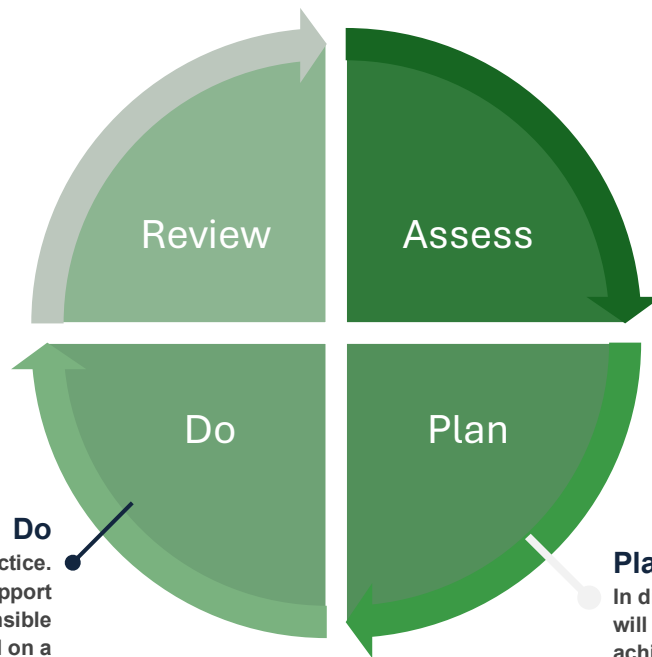 Review
Assess
Do
Plan
Do
ctice.
pport
nsible
on a
Pla
In d
will
achi